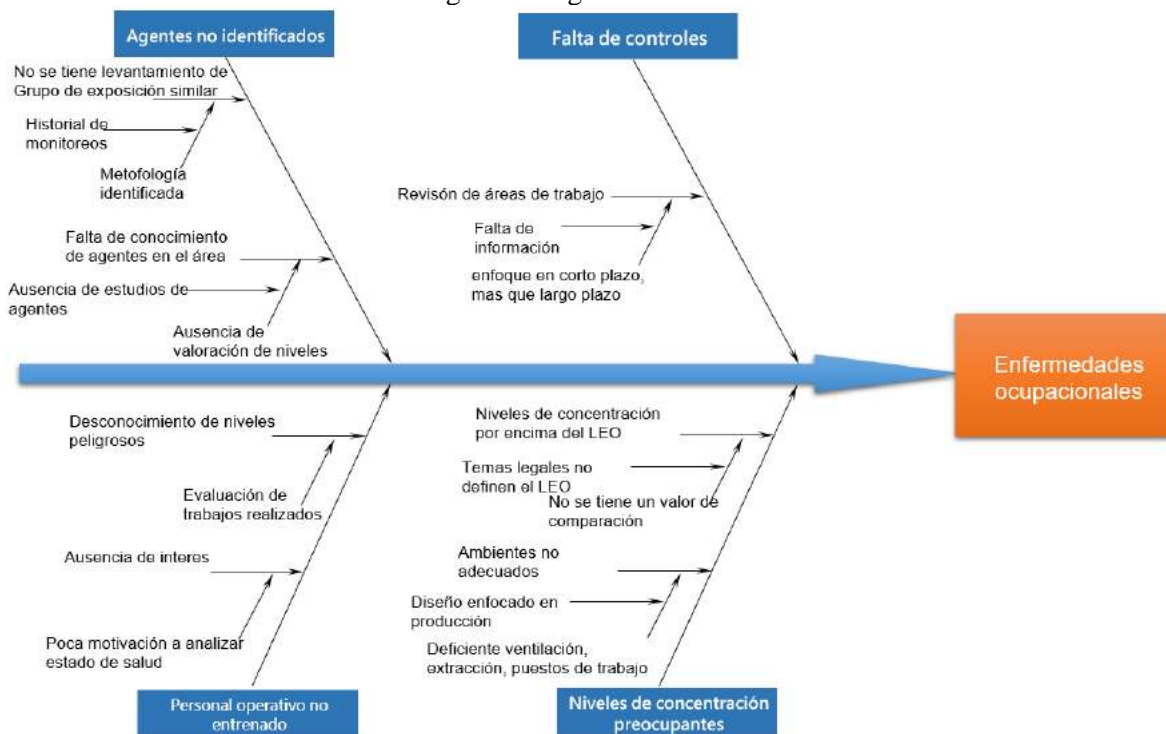 Agentes no identificados
Falta de controles
No se tiene levantamiento de
Grupo de exposición similar
Historial de
monitoreos
Metofología
identificada
Falta de conocimiento
de agentes en el área
Ausencia de estudios de
agentes
Ausencia de
valoración de niveles
Revisón de áreas de trabajo
Falta de
información
enfoque en corto plazo,
mas que largo plazo
Enfermedades
ocupacionales
Desconocimiento de niveles
peligrosos
Evaluación de
trabajos realizados
Ausencia de interes
Poca motivación a analizar
estado de salud
Niveles de concentración
por encima del LEO
Temas legales no
definen el LEO
No se tiene un valor de
comparación
Ambientes no
adecuados
Diseño enfocado en
producción
Deficiente ventilación,
extracción, puestos de trabajo
Personal operativo no
entrenado
Niveles de concentración
preocupantes